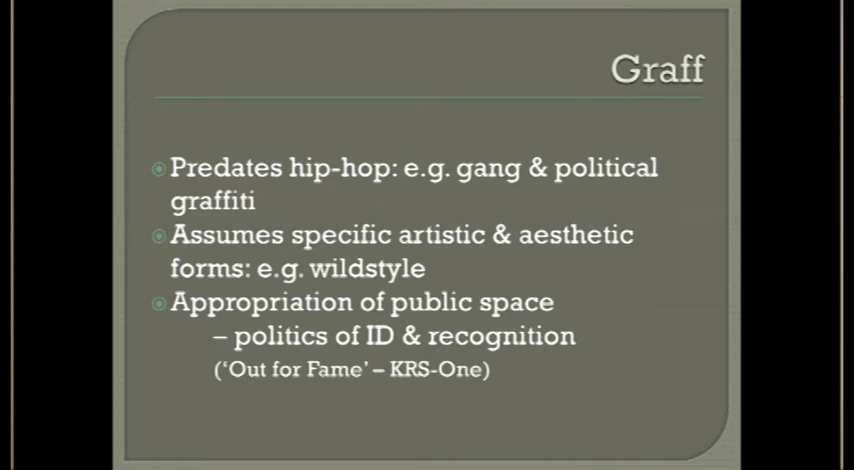 Graff
Predates hip-hop: e.g. gang & political
graffiti
Assumes specific artistic & aesthetic
forms: e.g. wildstyle
Appropriation of public space
– politics of ID & recognition
(‘Out for Fame’ – KRS-One)